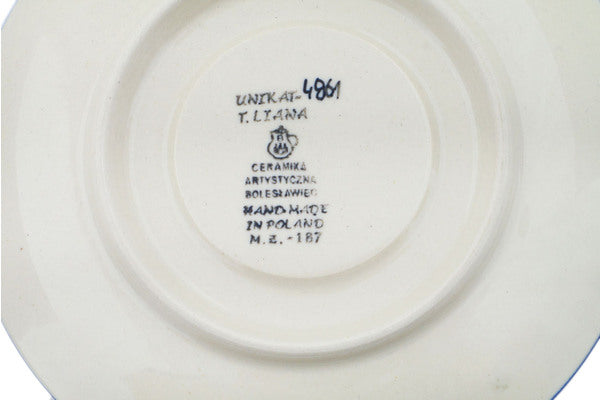 UNIKAT-4861
T. LIANA
CERAMIKA
ARTYSTYCZNA
BOLESŁAWIEC
HAND MADE
IN POLAND
M.Z.-187